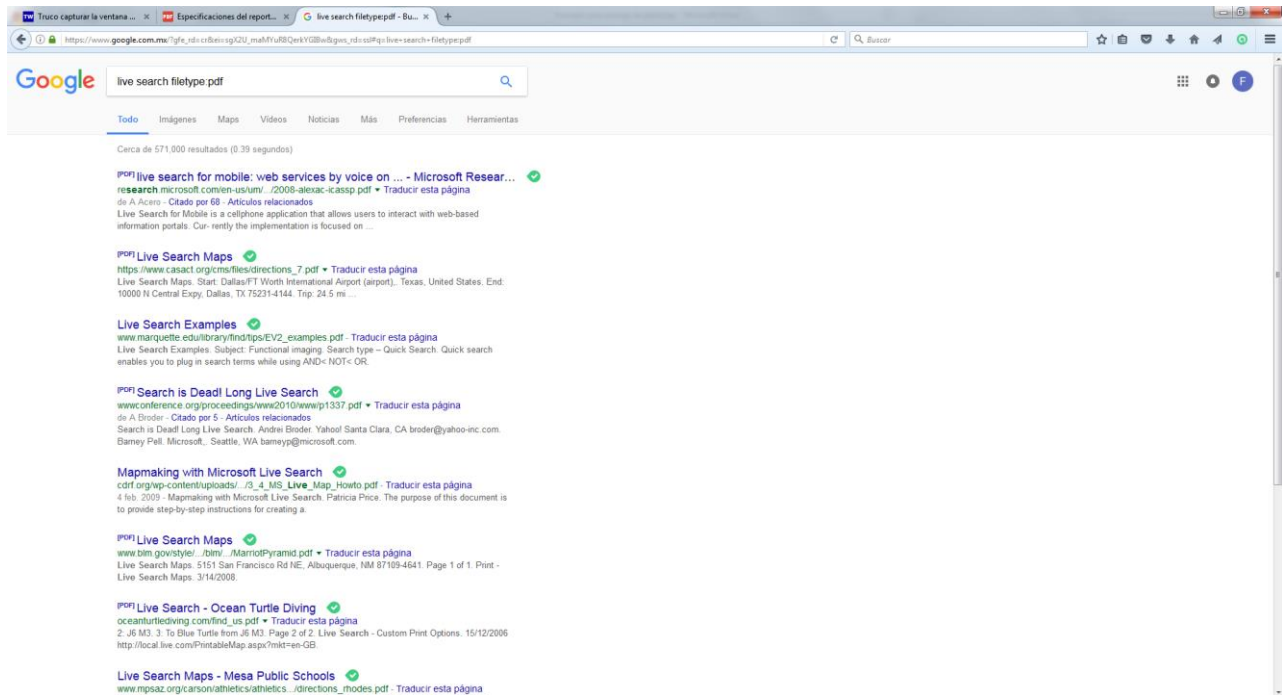 Truco capturar la ventana ...
Especificaciones del report...
live search filetype:pdf - Bu...
https://www.google.com.mx/?gfe_rd=cr&ei=sgX2U_maMYuR8QerkYGIBw&gws_rd=ssl#q=live+search+filetype:pdf
Buscar
Google
live search filetype:pdf
F
Todo Imágenes Maps Vídeos Noticias Más Preferencias Herramientas
Cerca de 571,000 resultados (0.39 segundos)
[PDF] live search for mobile: web services by voice on ... - Microsoft Resear...
research.microsoft.com/en-us/um/.../2008-alexac-icassp.pdf ▾ Traducir esta página
de A Acero - Citado por 68 - Artículos relacionados
Live Search for Mobile is a cellphone application that allows users to interact with web-based
information portals. Cur- rently the implementation is focused on ...
[PDF] Live Search Maps
https://www.casact.org/cms/files/directions_7.pdf ▾ Traducir esta página
Live Search Maps. Start: Dallas/FT Worth International Airport (airport),. Texas, United States. End:
10000 N Central Expy, Dallas, TX 75231-4144. Trip: 24.5 mi ...
Live Search Examples
www.marquette.edu/library/find/tips/EV2_examples.pdf - Traducir esta página
Live Search Examples. Subject: Functional imaging. Search type – Quick Search. Quick search
enables you to plug in search terms while using AND< NOT< OR.
[PDF] Search is Dead! Long Live Search
wwwconference.org/proceedings/www2010/www/p1337.pdf ▾ Traducir esta página
de A Broder - Citado por 5 - Artículos relacionados
Search is Dead! Long Live Search. Andrei Broder. Yahoo! Santa Clara, CA broder@yahoo-inc.com.
Barney Pell. Microsoft,. Seattle, WA barneyp@microsoft.com.
Mapmaking with Microsoft Live Search
cdrf.org/wp-content/uploads/.../3_4_MS_Live_Map_Howto.pdf - Traducir esta página
4 feb. 2009 - Mapmaking with Microsoft Live Search. Patricia Price. The purpose of this document is
to provide step-by-step instructions for creating a.
[PDF] Live Search Maps
www.blm.gov/style/.../blm/.../MarriotPyramid.pdf ▾ Traducir esta página
Live Search Maps. 5151 San Francisco Rd NE, Albuquerque, NM 87109-4641. Page 1 of 1. Print -
Live Search Maps. 3/14/2008.
[PDF] Live Search - Ocean Turtle Diving
oceanturtlediving.com/find_us.pdf ▾ Traducir esta página
2: J6 M3. 3: To Blue Turtle from J6 M3. Page 2 of 2. Live Search - Custom Print Options. 15/12/2006
http://local.live.com/PrintableMap.aspx?mkt=en-GB.
Live Search Maps - Mesa Public Schools
www.mpsaz.org/carson/athletics/athletics.../directions_rhodes.pdf - Traducir esta página